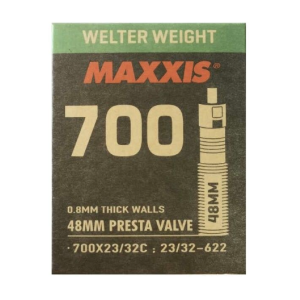 WELTER WEIGHT
MAXXIS®
700
48MM
0.8MM THICK WALLS
48MM PRESTA VALVE
·700X23/32C : 23/32-622